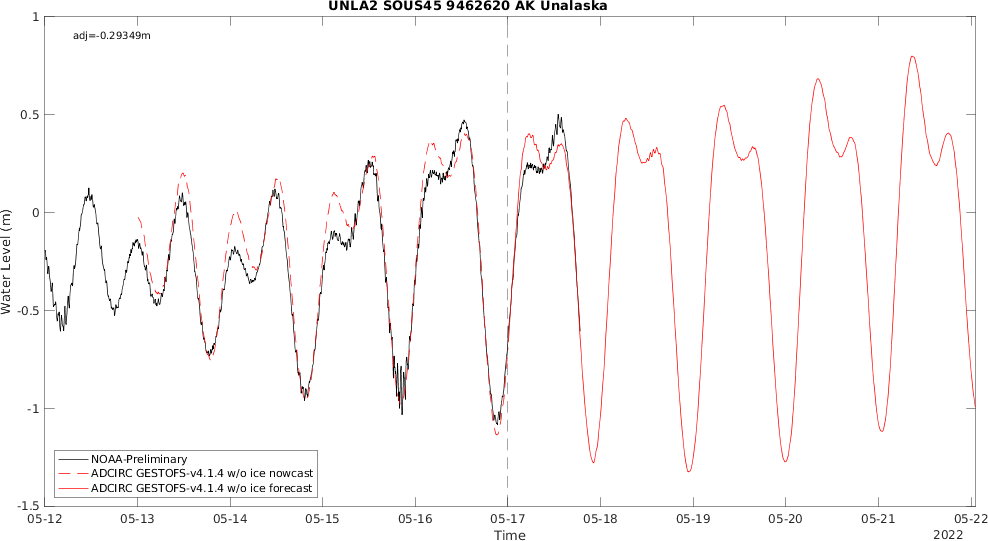 UNLA2 SOUS45 9462620 AK Unalaska
adj=-0.29349m
1
0.5
0
-0.5
-1
-1.5
Water Level (m)
NOAA-Preliminary
ADCIRC GESTOFS-v4.1.4 w/o ice nowcast
ADCIRC GESTOFS-v4.1.4 w/o ice forecast
05-12 05-13 05-14 05-15 05-16 05-17 05-18 05-19 05-20 05-21 05-22
Time
2022